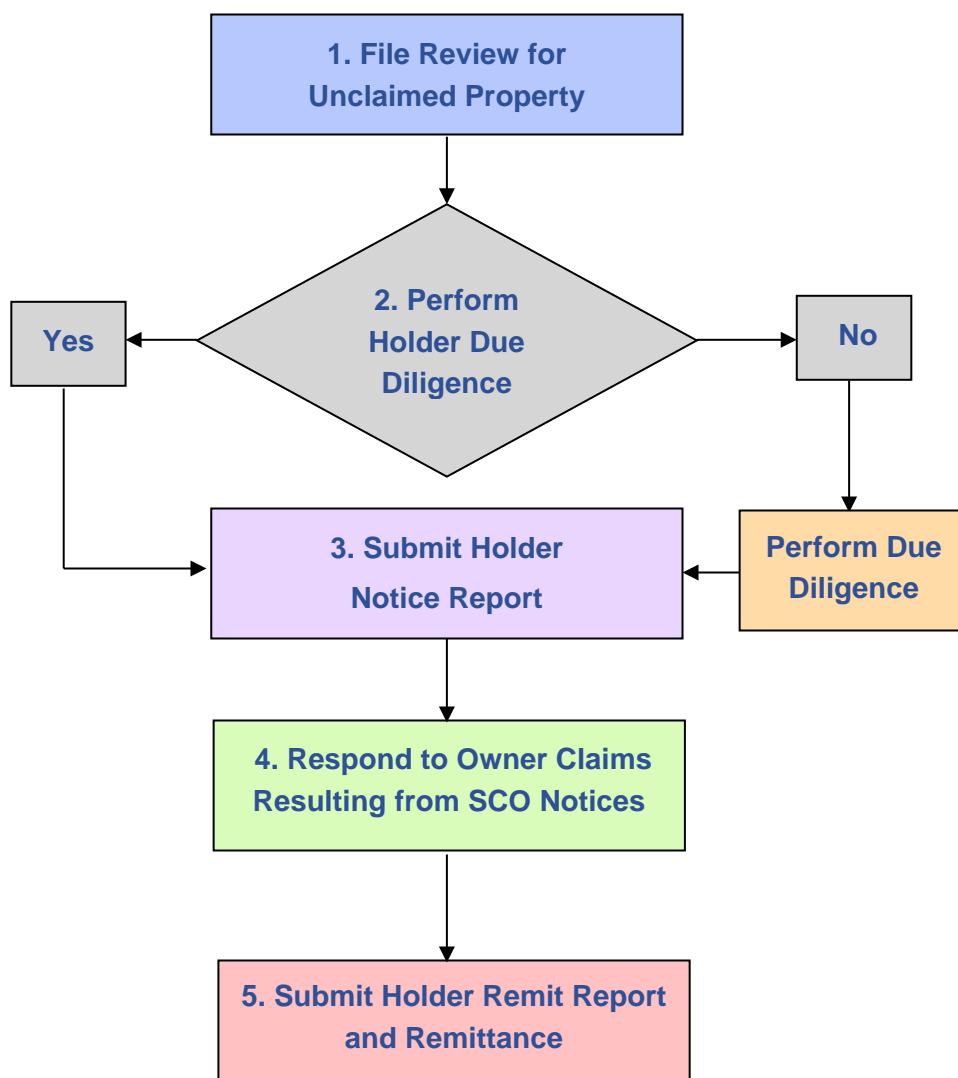 1. File Review for
Unclaimed Property
2. Perform
Holder Due
Diligence
Yes
No
3. Submit Holder
Notice Report
Perform Due
Diligence
4. Respond to Owner Claims
Resulting from SCO Notices
5. Submit Holder Remit Report
and Remittance